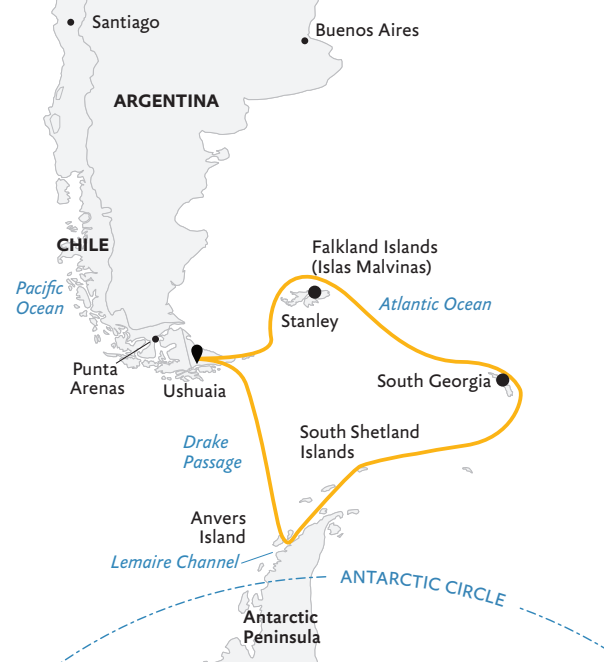 Santiago
Buenos Aires
ARGENTINA
CHILE
Falkland Islands
(Islas Malvinas)
Pacific
Ocean
Atlantic Ocean
Stanley
Punta
Arenas
Ushuaia
South Georgia
Drake
Passage
South Shetland
Islands
Anvers
Island
Lemaire Channel
ANTARCTIC CIRCLE
Antarctic
Peninsula